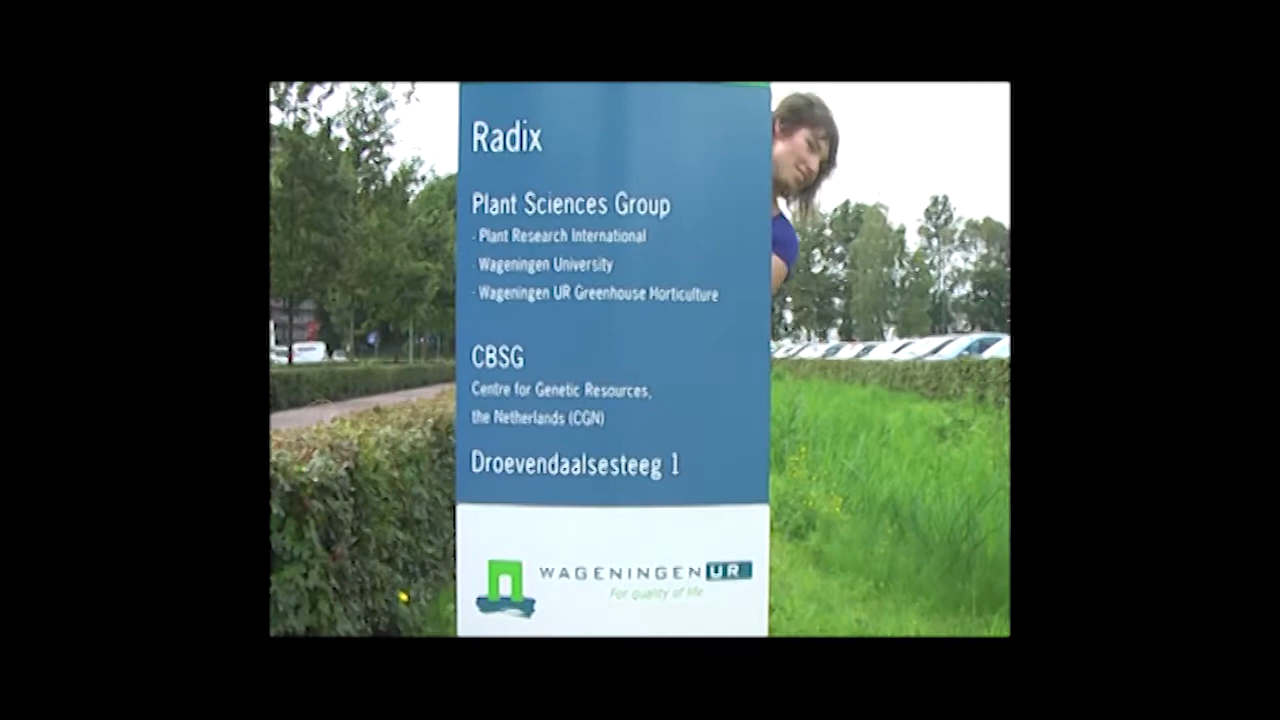 Radix
Plant Sciences Group
- Plant Research International
- Wageningen University
- Wageningen UR Greenhouse Horticulture
CBSG
Centre for Genetic Resources,
the Netherlands (CGN)
Droevendaalsesteeg 1
WAGENINGEN UR
For quality of life